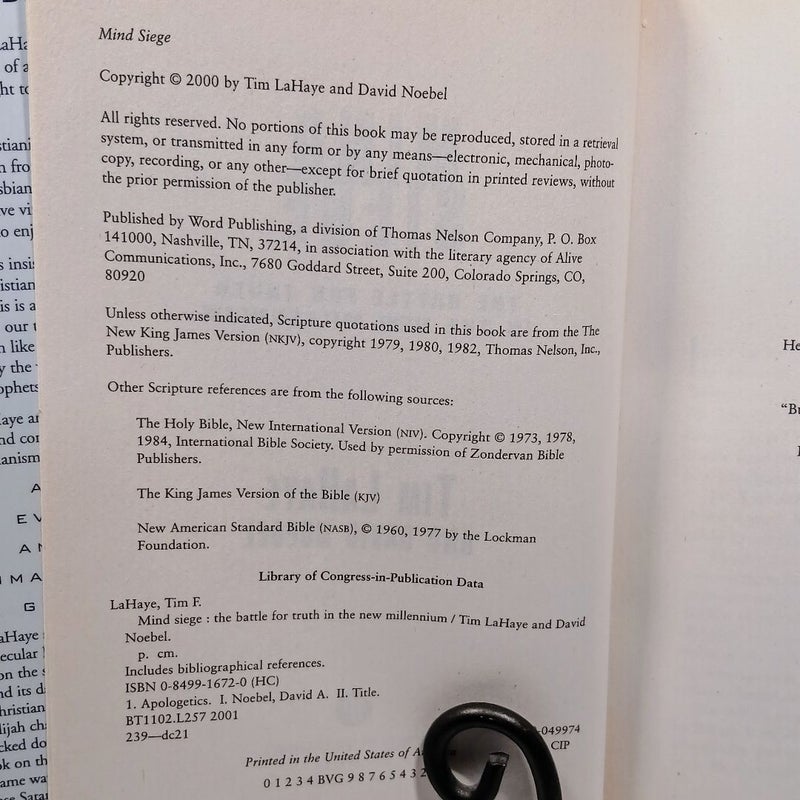 Mind Siege
Copyright © 2000 by Tim LaHaye and David Noebel
All rights reserved. No portions of this book may be reproduced, stored in a retrieval
system, or transmitted in any form or by any means—electronic, mechanical, photo-
copy, recording, or any other—except for brief quotation in printed reviews, without
the prior permission of the publisher.
Published by Word Publishing, a division of Thomas Nelson Company, P. O. Box
141000, Nashville, TN, 37214, in association with the literary agency of Alive
Communications, Inc., 7680 Goddard Street, Suite 200, Colorado Springs, CO,
80920
Unless otherwise indicated, Scripture quotations used in this book are from the The
New King James Version (NKJV), copyright 1979, 1980, 1982, Thomas Nelson, Inc.,
Publishers.
Other Scripture references are from the following sources:
The Holy Bible, New International Version (NIV). Copyright © 1973, 1978,
1984, International Bible Society. Used by permission of Zondervan Bible
Publishers.
The King James Version of the Bible (KJV)
New American Standard Bible (NASB), © 1960, 1977 by the Lockman
Foundation.
Library of Congress-in-Publication Data
LaHaye, Tim F.
Mind siege : the battle for truth in the new millennium / Tim LaHaye and David
Noebel.
p. cm.
Includes bibliographical references.
ISBN 0-8499-1672-0 (HC)
1. Apologetics. I. Noebel, David A. II. Title.
BT1102.L257 2001
239—dc21
-049974
CIP
Printed in the United States of
0 1 2 3 4 BVG 9 8 7 6 5 4 3 2